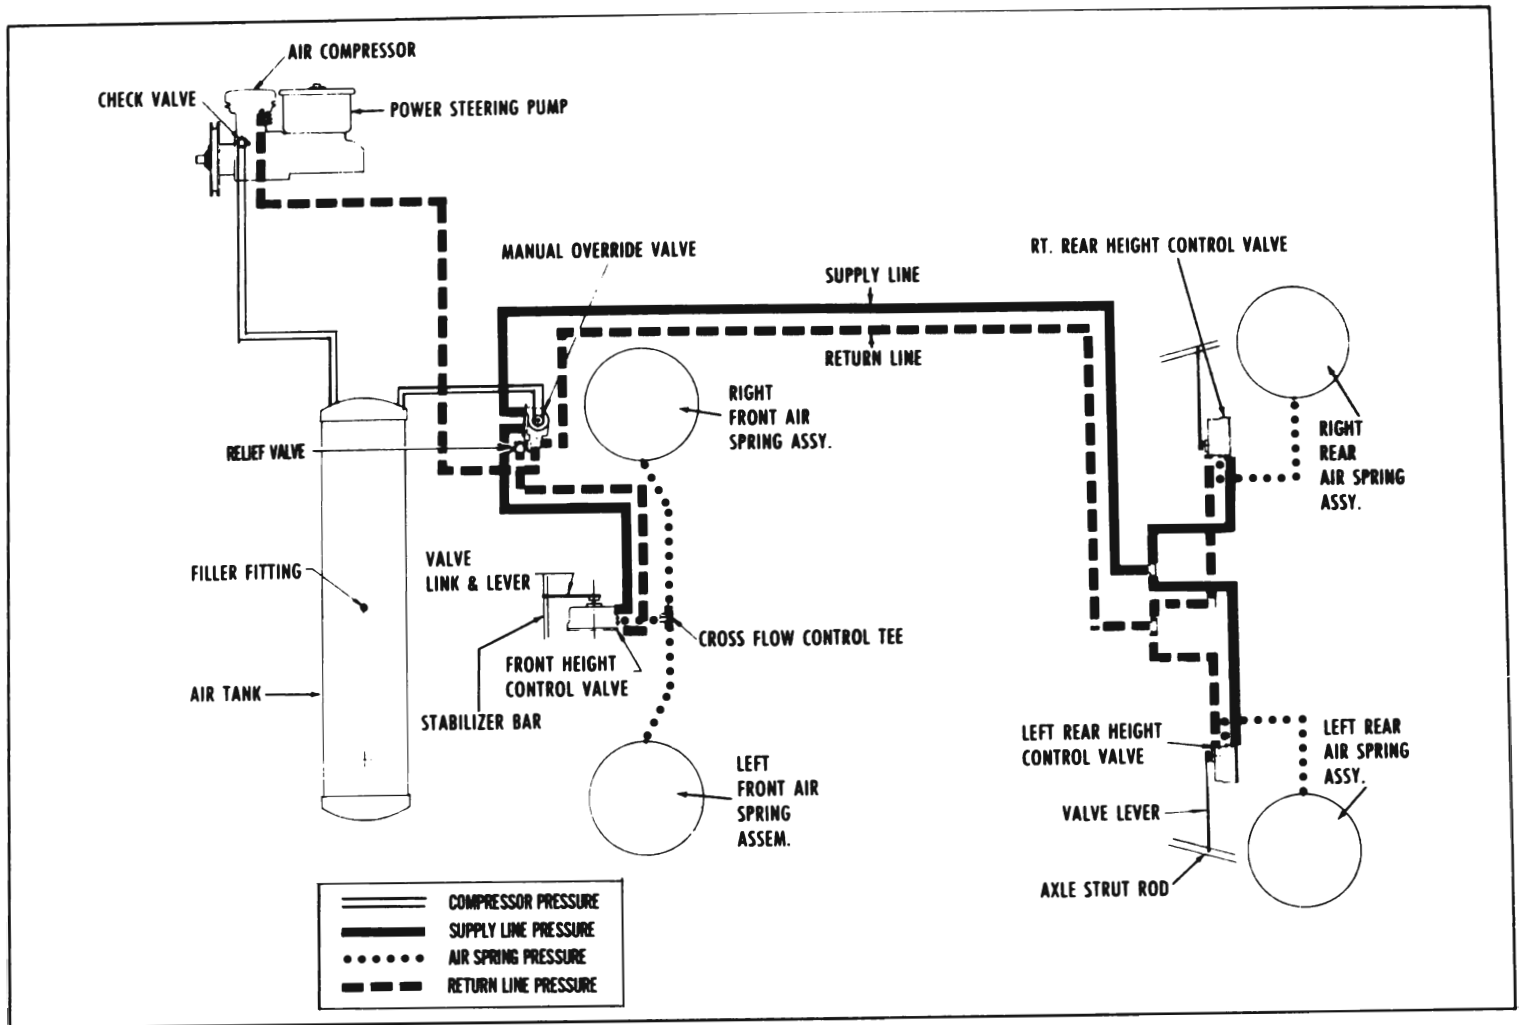 AIR COMPRESSOR
CHECK VALVE
POWER STEERING PUMP
MANUAL OVERRIDE VALVE
SUPPLY LINE
RT. REAR HEIGHT CONTROL VALVE
RETURN LINE
RIGHT
FRONT AIR
SPRING ASSY.
RIGHT
REAR
AIR SPRING
ASSY.
RELIEF VALVE
VALVE
LINK & LEVER
FILLER FITTING
CROSS FLOW CONTROL TEE
FRONT HEIGHT
CONTROL VALVE
AIR TANK
STABILIZER BAR
LEFT REAR HEIGHT
CONTROL VALVE
LEFT REAR
AIR SPRING
ASSY.
LEFT
FRONT AIR
SPRING
ASSEM.
VALVE LEVER
AXLE STRUT ROD
COMPRESSOR PRESSURE
SUPPLY LINE PRESSURE
AIR SPRING PRESSURE
RETURN LINE PRESSURE